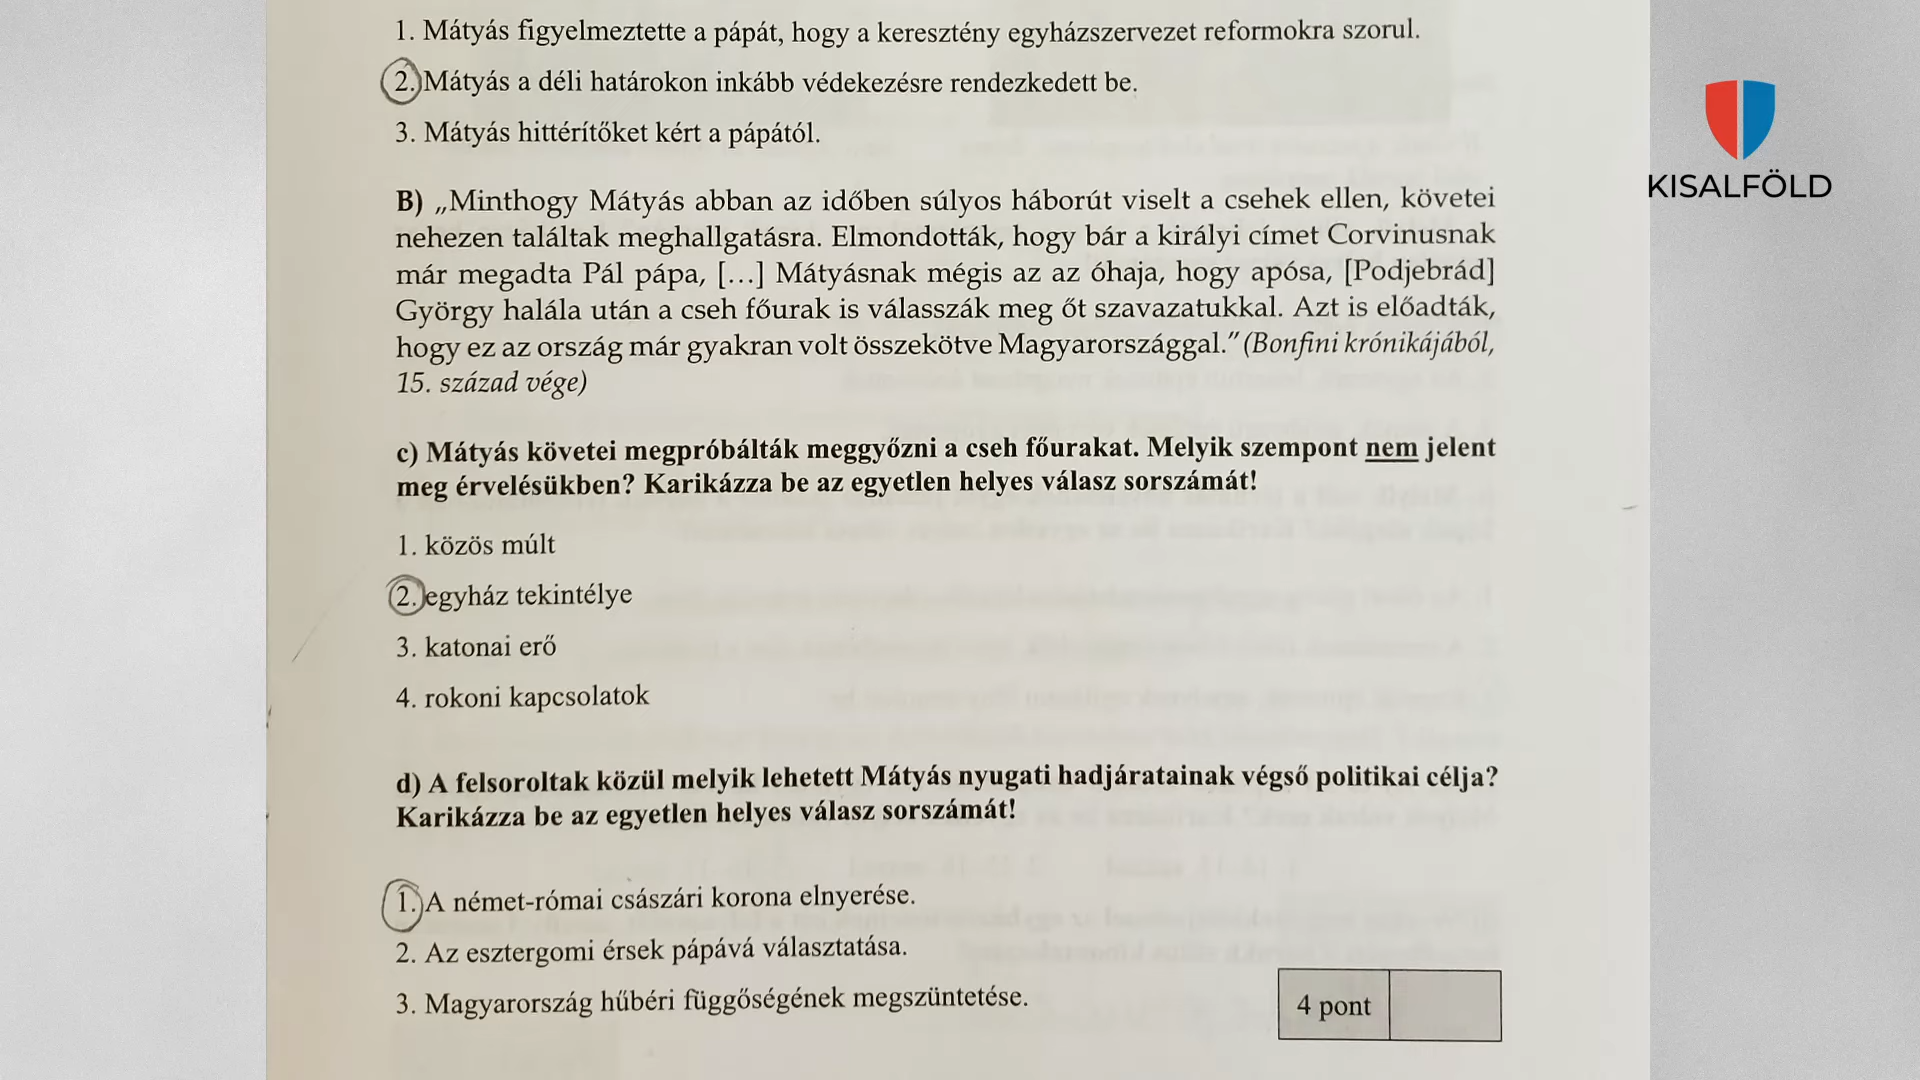 1. Mátyás figyelmeztette a pápát, hogy a keresztény egyházszervezet reformokra szorul.
2. Mátyás a déli határokon inkább védekezésre rendezkedett be.
3. Mátyás hittérítőket kért a pápától.
KISALFÖLD
B) „Minthogy Mátyás abban az időben súlyos háborút viselt a csehek ellen, követei
nehezen találtak meghallgatásra. Elmondották, hogy bár a királyi címet Corvinusnak
már megadta Pál pápa, […] Mátyásnak mégis az az óhaja, hogy apósa, [Podjebrád]
György halála után a cseh főurak is válasszák meg őt szavazatukkal. Azt is előadták,
hogy ez az ország már gyakran volt összekötve Magyarországgal.” (Bonfini krónikájából,
15. század vége)
c) Mátyás követei megpróbálták meggyőzni a cseh főurakat. Melyik szempont nem jelent
meg érvelésükben? Karikázza be az egyetlen helyes válasz sorszámát!
1. közös múlt
2. egyház tekintélye
3. katonai erő
4. rokoni kapcsolatok
d) A felsoroltak közül melyik lehetett Mátyás nyugati hadjáratainak végső politikai célja?
Karikázza be az egyetlen helyes válasz sorszámát!
1. A német-római császári korona elnyerése.
2. Az esztergomi érsek pápává választatása.
3. Magyarország hűbéri függőségének megszüntetése.
4 pont